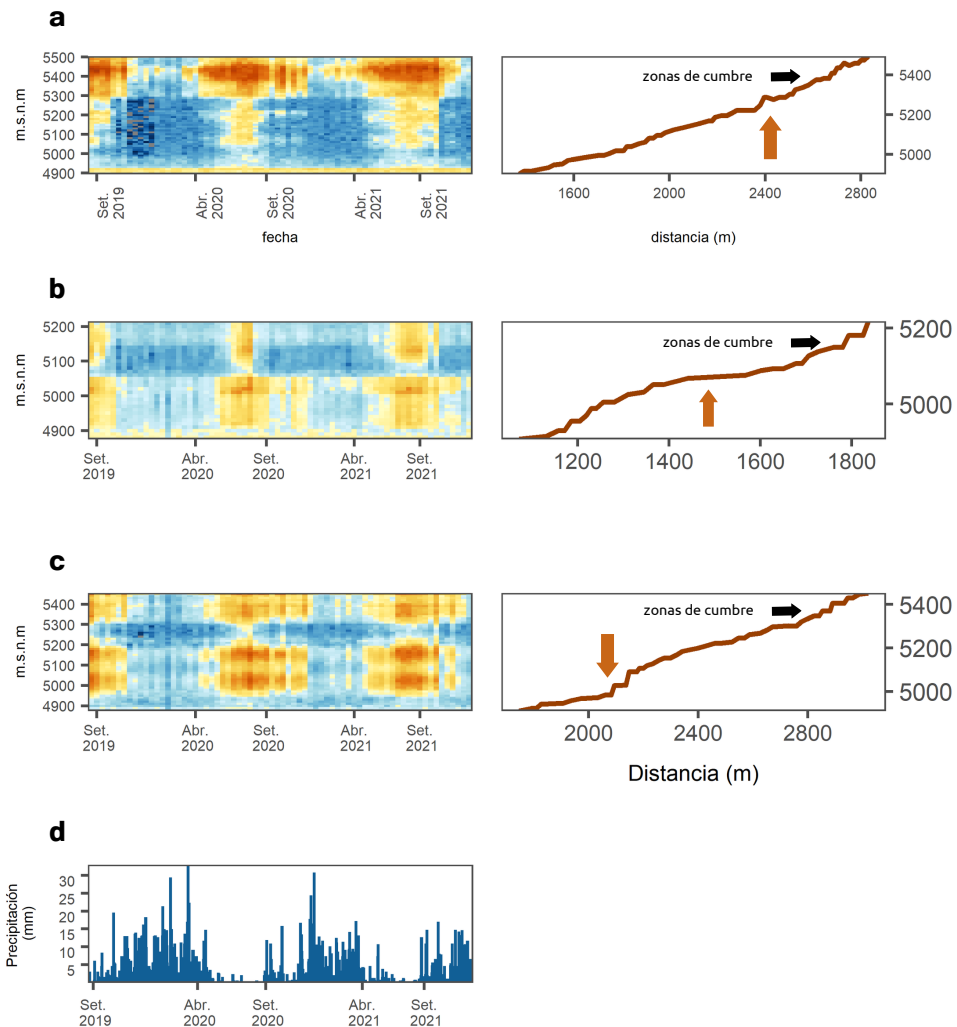 a
5500
5400
5300
5200
5100
5000
4900
m.s.n.m
Set.
2019
Abr.
2020
Set.
2020
Abr.
2021
Set.
2021
fecha
zonas de cumbre
5400
5200
5000
1600
2000
2400
2800
distancia (m)
b
5200
5100
5000
4900
m.s.n.m
Set.
2019
Abr.
2020
Set.
2020
Abr.
2021
Set.
2021
zonas de cumbre
5200
5000
1200
1400
1600
1800
c
5400
5300
5200
5100
5000
4900
m.s.n.m
Set.
2019
Abr.
2020
Set.
2020
Abr.
2021
Set.
2021
zonas de cumbre
5400
5200
5000
2000
2400
2800
Distancia (m)
d
30
25
20
15
10
5
Precipitación
(mm)
Set.
2019
Abr.
2020
Set.
2020
Abr.
2021
Set.
2021